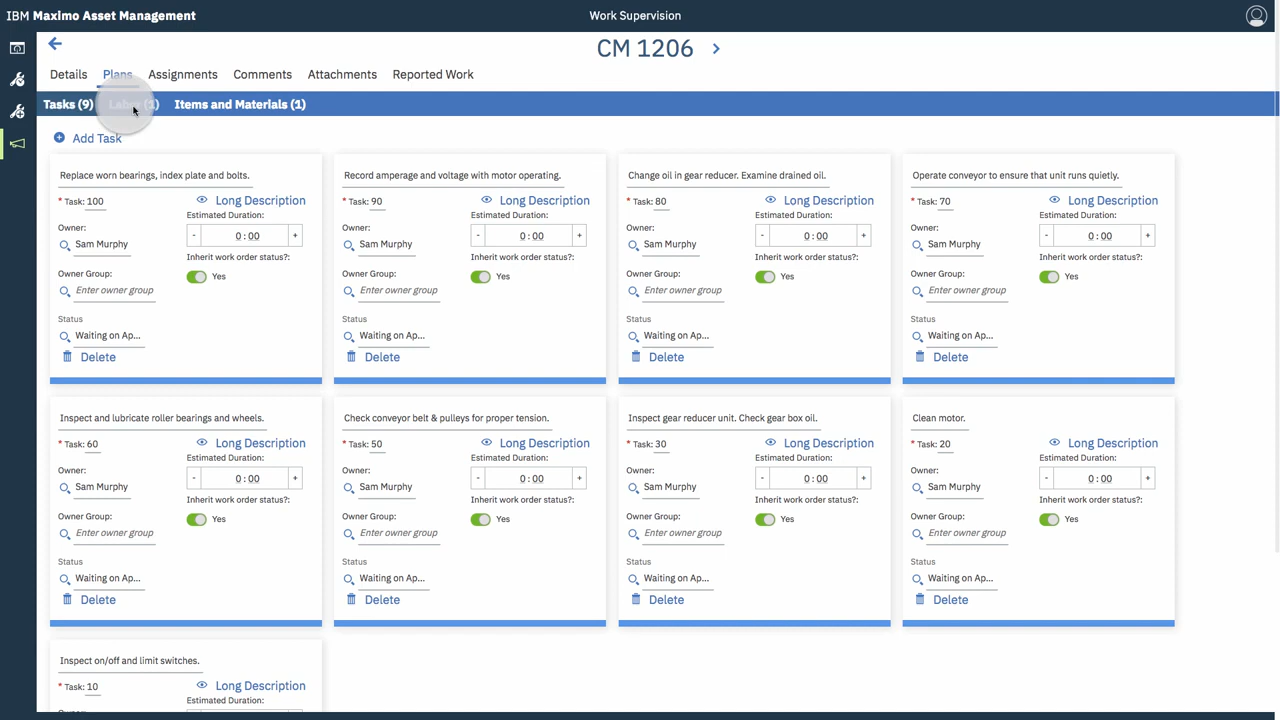 IBM Maximo Asset Management
Work Supervision
CM 1206
Details Plans Assignments Comments Attachments Reported Work
Tasks (9) Labor (1) Items and Materials (1)
Add Task
Replace worn bearings, index plate and bolts.
* Task: 100
Long Description
Estimated Duration:
Owner:
- 0 : 00 +
Sam Murphy
Inherit work order status?:
Owner Group:
Yes
Enter owner group
Status
Waiting on Ap...
Delete
Record amperage and voltage with motor operating.
* Task: 90
Long Description
Estimated Duration:
Owner:
- 0 : 00 +
Sam Murphy
Inherit work order status?:
Owner Group:
Yes
Enter owner group
Status
Waiting on Ap...
Delete
Change oil in gear reducer. Examine drained oil.
* Task: 80
Long Description
Estimated Duration:
Owner:
- 0 : 00 +
Sam Murphy
Inherit work order status?:
Owner Group:
Yes
Enter owner group
Status
Waiting on Ap...
Delete
Operate conveyor to ensure that unit runs quietly.
* Task: 70
Long Description
Estimated Duration:
Owner:
- 0 : 00 +
Sam Murphy
Inherit work order status?:
Owner Group:
Yes
Enter owner group
Status
Waiting on Ap...
Delete
Inspect and lubricate roller bearings and wheels.
* Task: 60
Long Description
Estimated Duration:
Owner:
- 0 : 00 +
Sam Murphy
Inherit work order status?:
Owner Group:
Yes
Enter owner group
Status
Waiting on Ap...
Delete
Check conveyor belt & pulleys for proper tension.
* Task: 50
Long Description
Estimated Duration:
Owner:
- 0 : 00 +
Sam Murphy
Inherit work order status?:
Owner Group:
Yes
Enter owner group
Status
Waiting on Ap...
Delete
Inspect gear reducer unit. Check gear box oil.
* Task: 30
Long Description
Estimated Duration:
Owner:
- 0 : 00 +
Sam Murphy
Inherit work order status?:
Owner Group:
Yes
Enter owner group
Status
Waiting on Ap...
Delete
Clean motor.
* Task: 20
Long Description
Estimated Duration:
Owner:
- 0 : 00 +
Sam Murphy
Inherit work order status?:
Owner Group:
Yes
Enter owner group
Status
Waiting on Ap...
Delete
Inspect on/off and limit switches.
* Task: 10
Long Description
Estimated Duration: